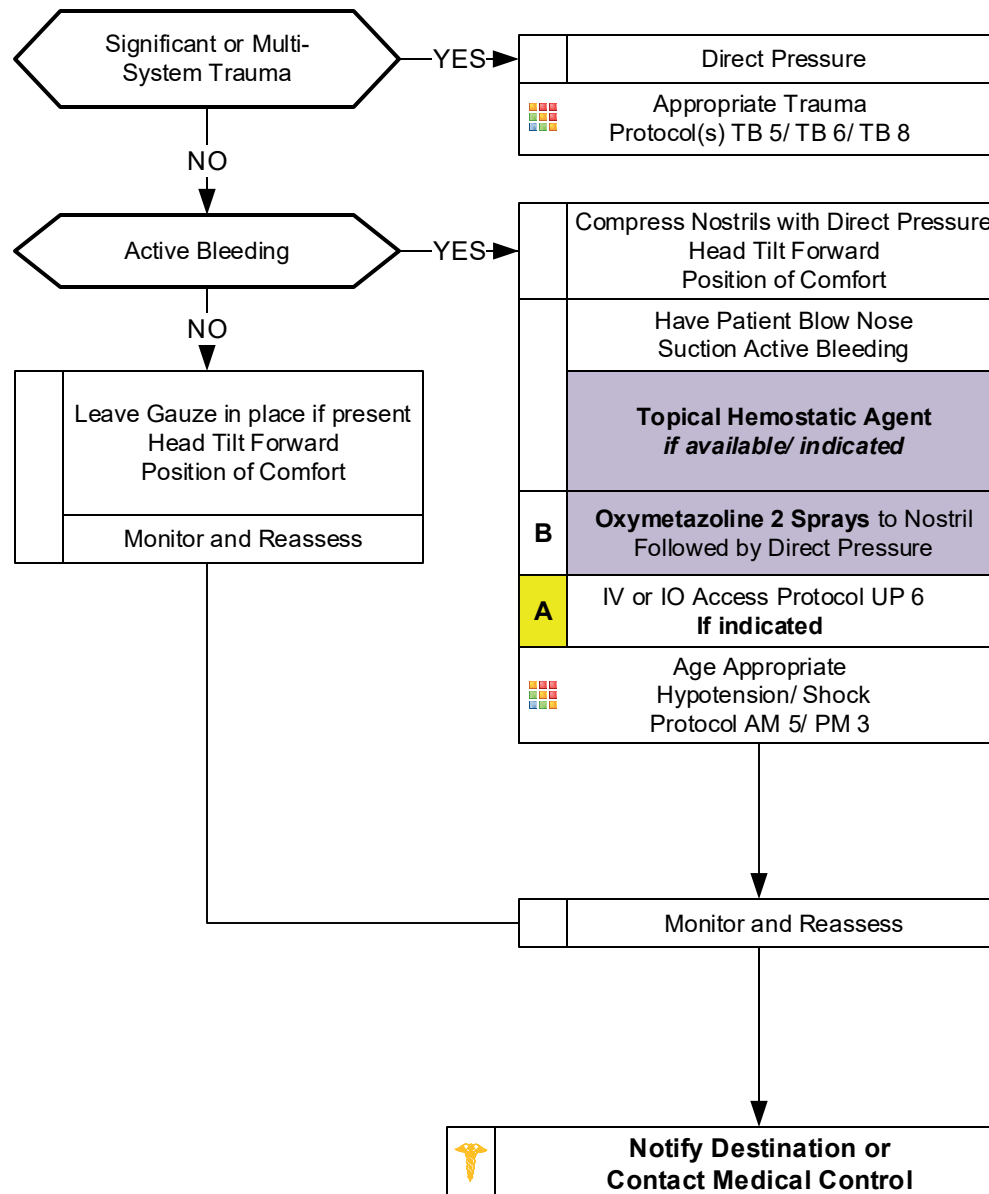 Significant or Multi-
System Trauma
YES
Direct Pressure
Appropriate Trauma
Protocol(s) TB 5/ TB 6/ TB 8
NO
Active Bleeding
YES
Compress Nostrils with Direct Pressure
Head Tilt Forward
Position of Comfort
Have Patient Blow Nose
Suction Active Bleeding
Topical Hemostatic Agent
if available/ indicated
B
Oxymetazoline 2 Sprays to Nostril
Followed by Direct Pressure
A
IV or IO Access Protocol UP 6
If indicated
Age Appropriate
Hypotension/ Shock
Protocol AM 5/ PM 3
NO
Leave Gauze in place if present
Head Tilt Forward
Position of Comfort
Monitor and Reassess
Monitor and Reassess
Notify Destination or
Contact Medical Control